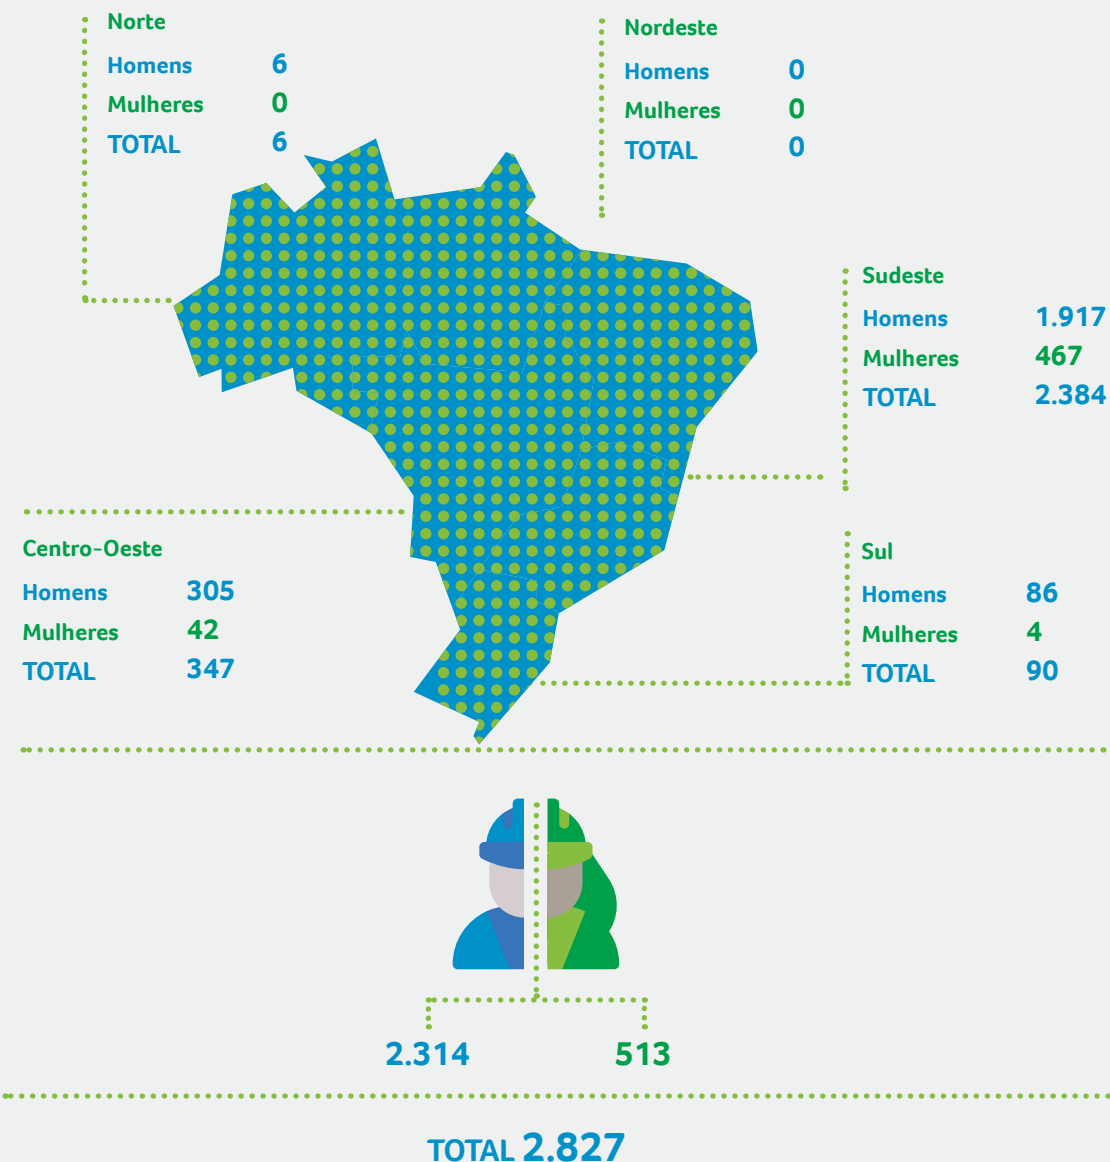 Norte
Homens 6
Mulheres 0
TOTAL 6
Nordeste
Homens 0
Mulheres 0
TOTAL 0
Sudeste
Homens 1.917
Mulheres 467
TOTAL 2.384
Centro-Oeste
Homens 305
Mulheres 42
TOTAL 347
Sul
Homens 86
Mulheres 4
TOTAL 90
2.314 513
TOTAL 2.827